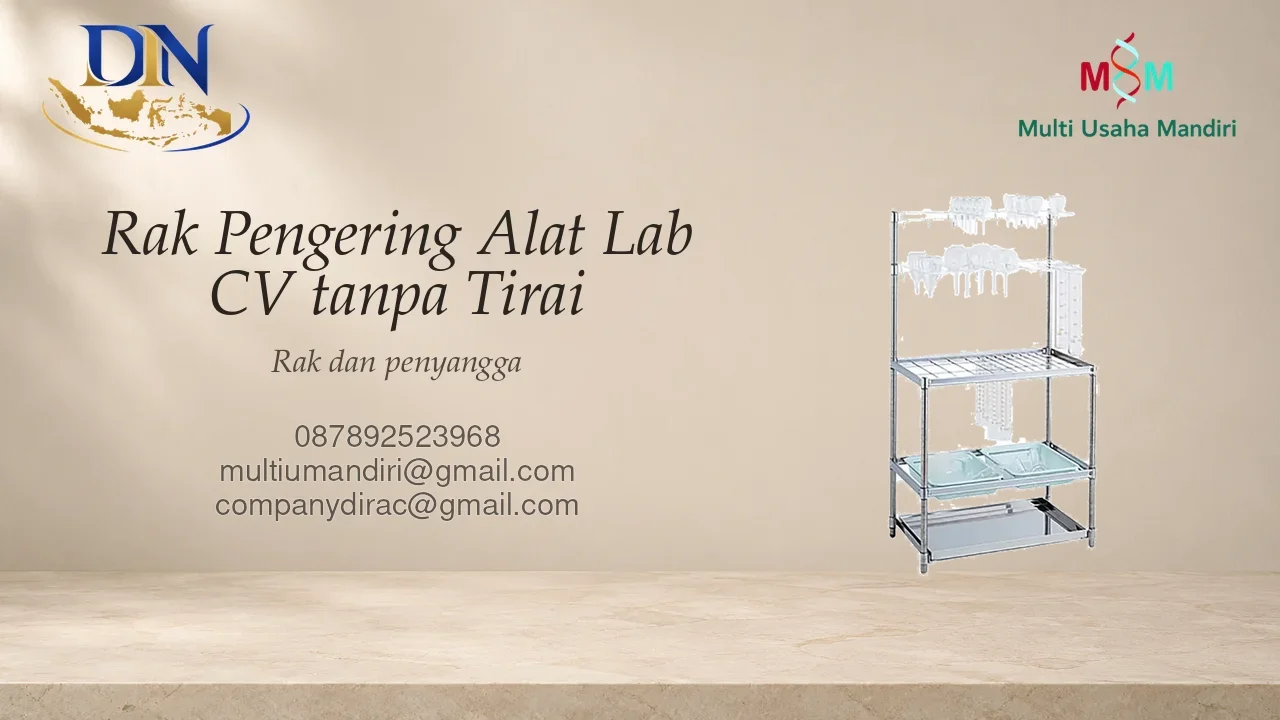 DN
M M
Multi Usaha Mandiri
Rak Pengering Alat Lab
CV tanpa Tirai
Rak dan penyangga
087892523968
multiumandiri@gmail.com
companydirac@gmail.com